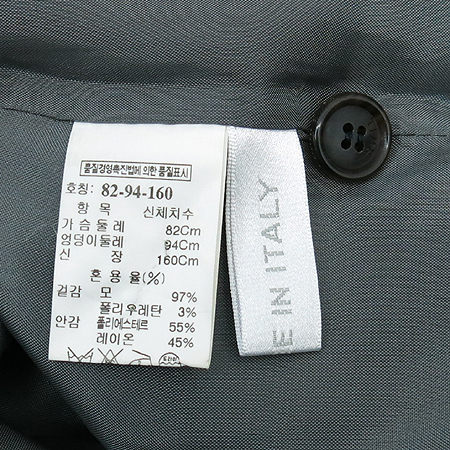 품질경영촉진법에 의한 품질표시
호칭: 82-94-160
항 목 신체치수
가슴둘레 82Cm
엉덩이둘레 94Cm
신 장 160Cm
혼용율(%)
겉감 모 97%
폴리우레탄 3%
안감 폴리에스테르 55%
레이온 45%
E IN ITALY